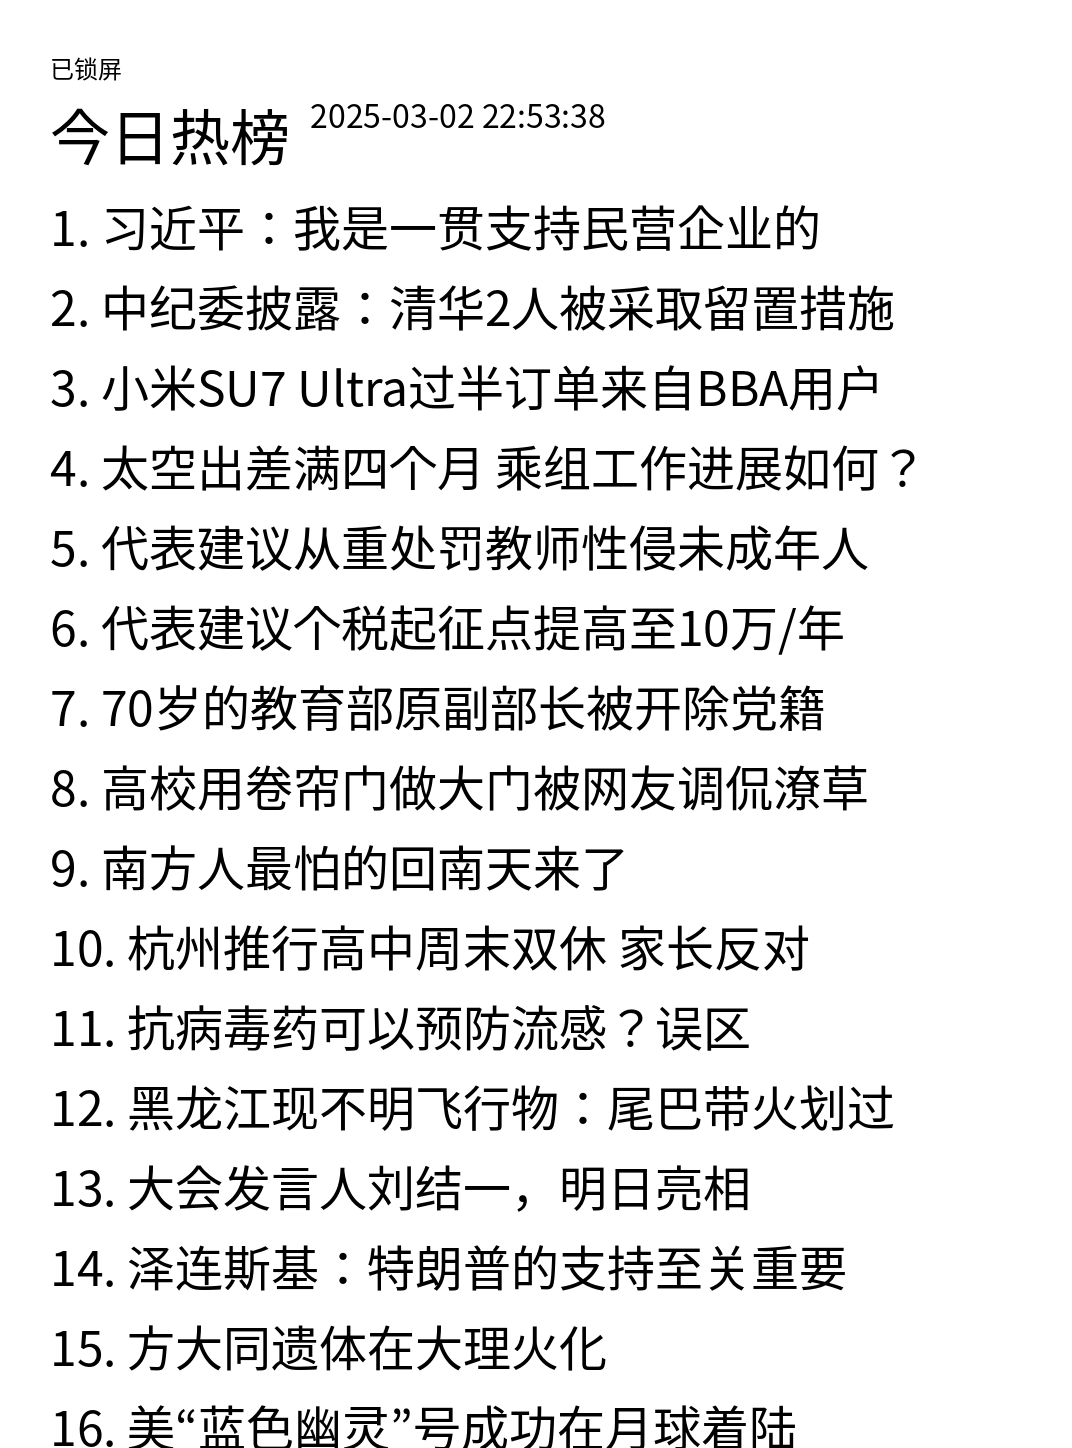 已锁屏
今日热榜 2025-03-02 22:53:38
1. 习近平：我是一贯支持民营企业的
2. 中纪委披露：清华2人被采取留置措施
3. 小米SU7 Ultra过半订单来自BBA用户
4. 太空出差满四个月 乘组工作进展如何？
5. 代表建议从重处罚教师性侵未成年人
6. 代表建议个税起征点提高至10万/年
7. 70岁的教育部原副部长被开除党籍
8. 高校用卷帘门做大门被网友调侃潦草
9. 南方人最怕的回南天来了
10. 杭州推行高中周末双休 家长反对
11. 抗病毒药可以预防流感？误区
12. 黑龙江现不明飞行物：尾巴带火划过
13. 大会发言人刘结一，明日亮相
14. 泽连斯基：特朗普的支持至关重要
15. 方大同遗体在大理火化
16. 美“蓝色幽灵”号成功在月球着陆